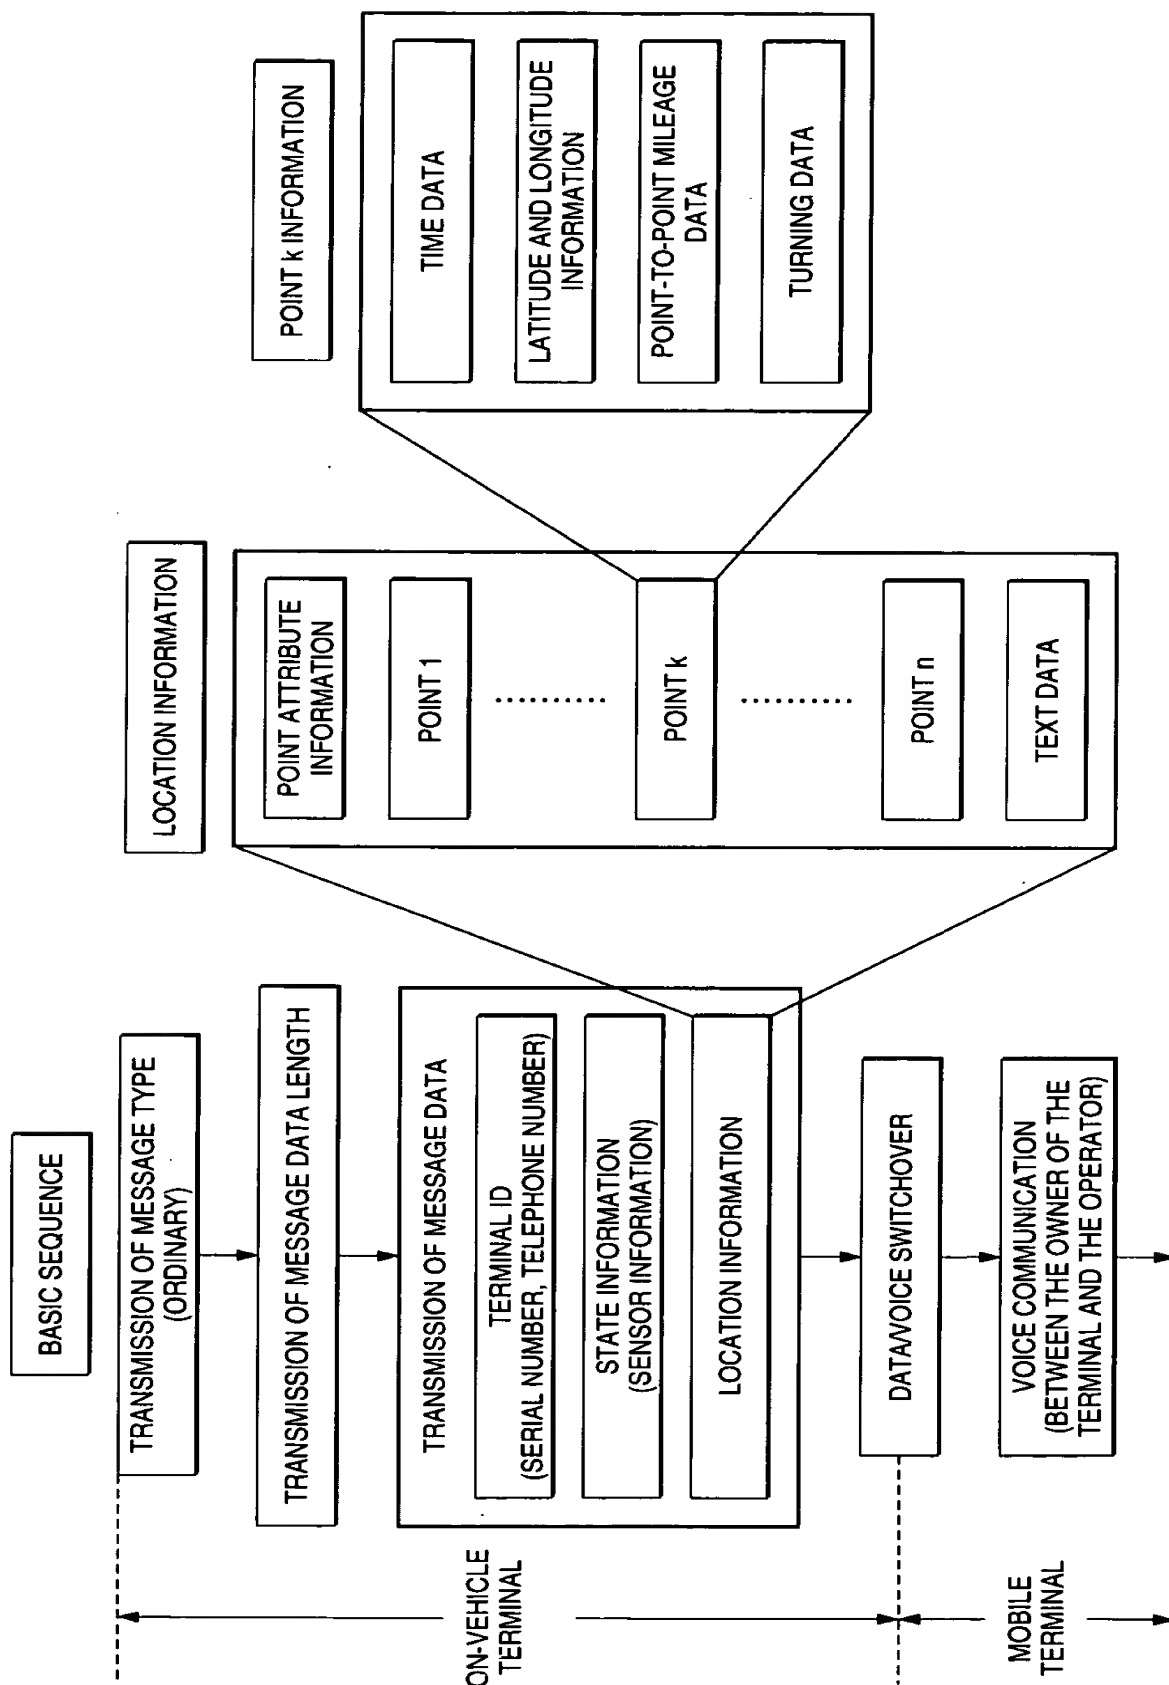 BASIC SEQUENCE
TRANSMISSION OF MESSAGE TYPE
(ORDINARY)
TRANSMISSION OF MESSAGE DATA LENGTH
TRANSMISSION OF MESSAGE DATA
TERMINAL ID
(SERIAL NUMBER, TELEPHONE NUMBER)
STATE INFORMATION
(SENSOR INFORMATION)
LOCATION INFORMATION
DATA/VOICE SWITCHOVER
VOICE COMMUNICATION
(BETWEEN THE OWNER OF THE
TERMINAL AND THE OPERATOR)
ON-VEHICLE
TERMINAL
MOBILE
TERMINAL
LOCATION INFORMATION
POINT ATTRIBUTE
INFORMATION
POINT 1
POINT k
POINT n
TEXT DATA
POINT k INFORMATION
TIME DATA
LATITUDE AND LONGITUDE
INFORMATION
POINT-TO-POINT MILEAGE
DATA
TURNING DATA